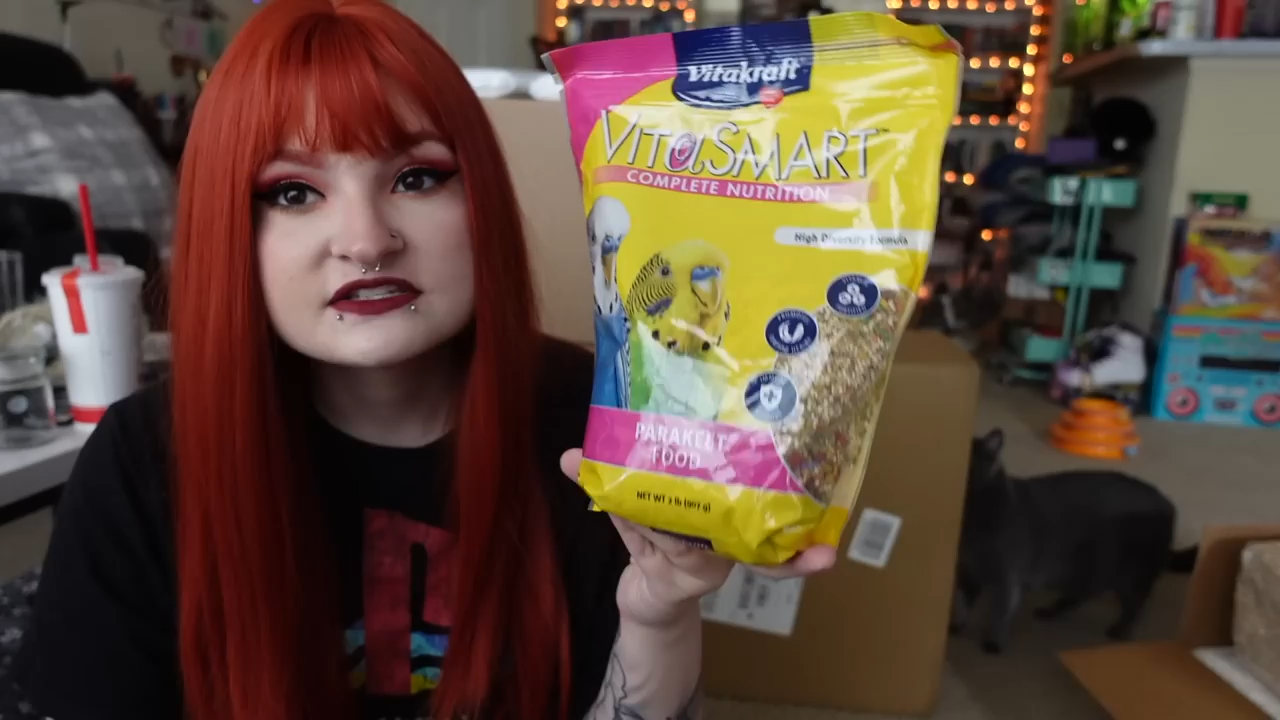 Vitakraft
VITaSMART
COMPLETE NUTRITION
High Diversity Formula
PARAKEET
FOOD
NET WT 2 lb (907 g)